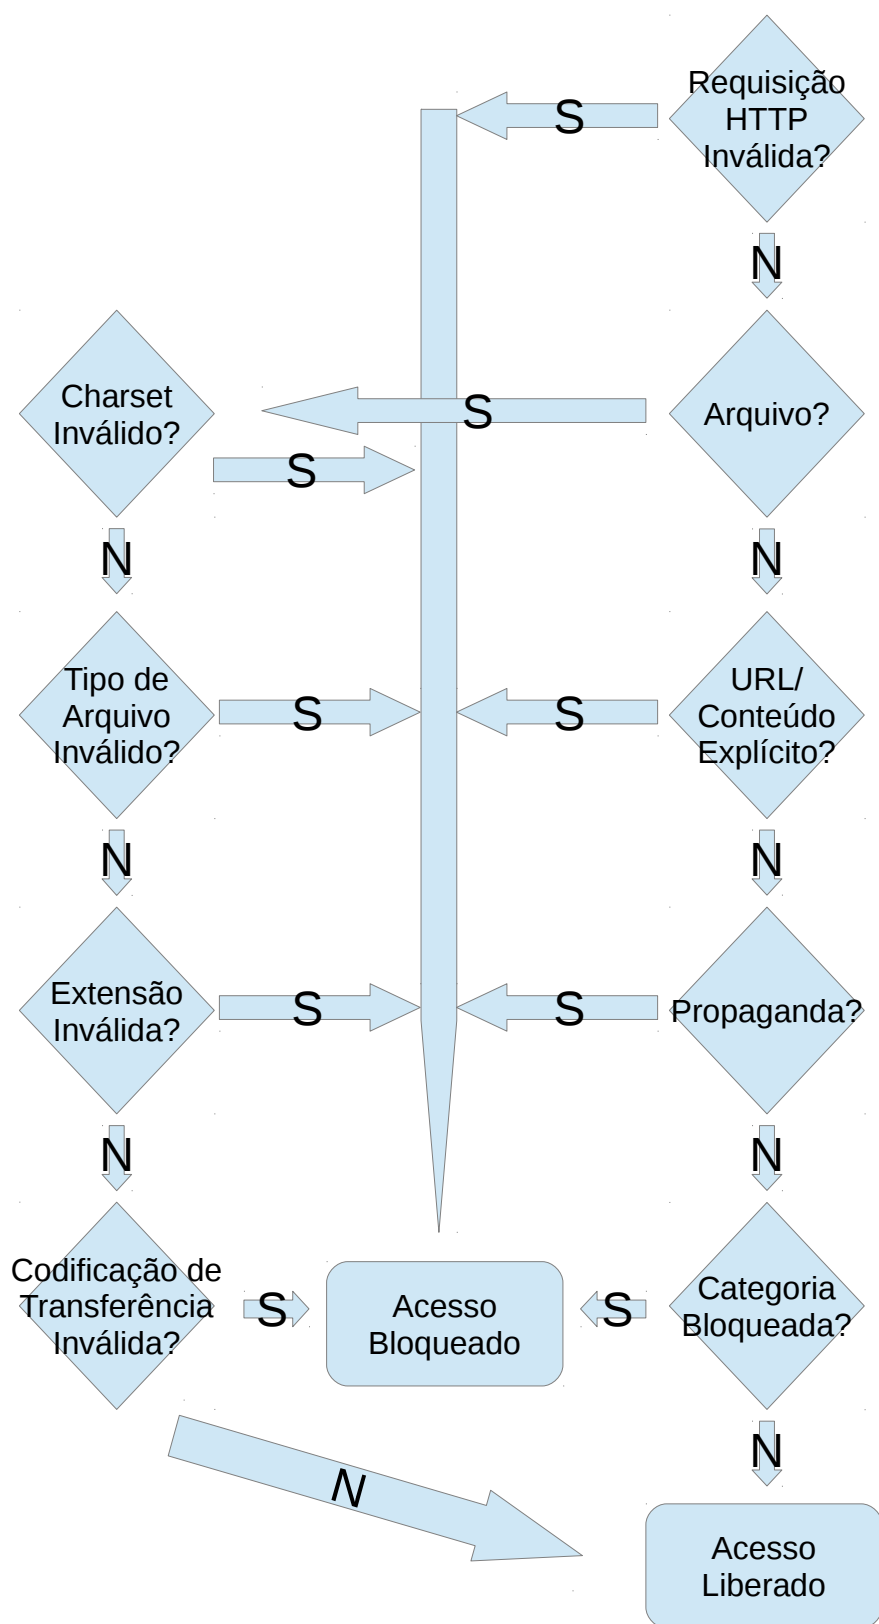 Requisição
HTTP
Inválida?
S
N
Charset
Inválido?
S
Arquivo?
S
N
N
Tipo de
Arquivo
Inválido?
S
S
URL/
Conteúdo
Explícito?
N
N
Extensão
Inválida?
S
S
Propaganda?
N
N
Codificação de
Transferência
Inválida?
S
Acesso
Bloqueado
S
Categoria
Bloqueada?
N
N
Acesso
Liberado